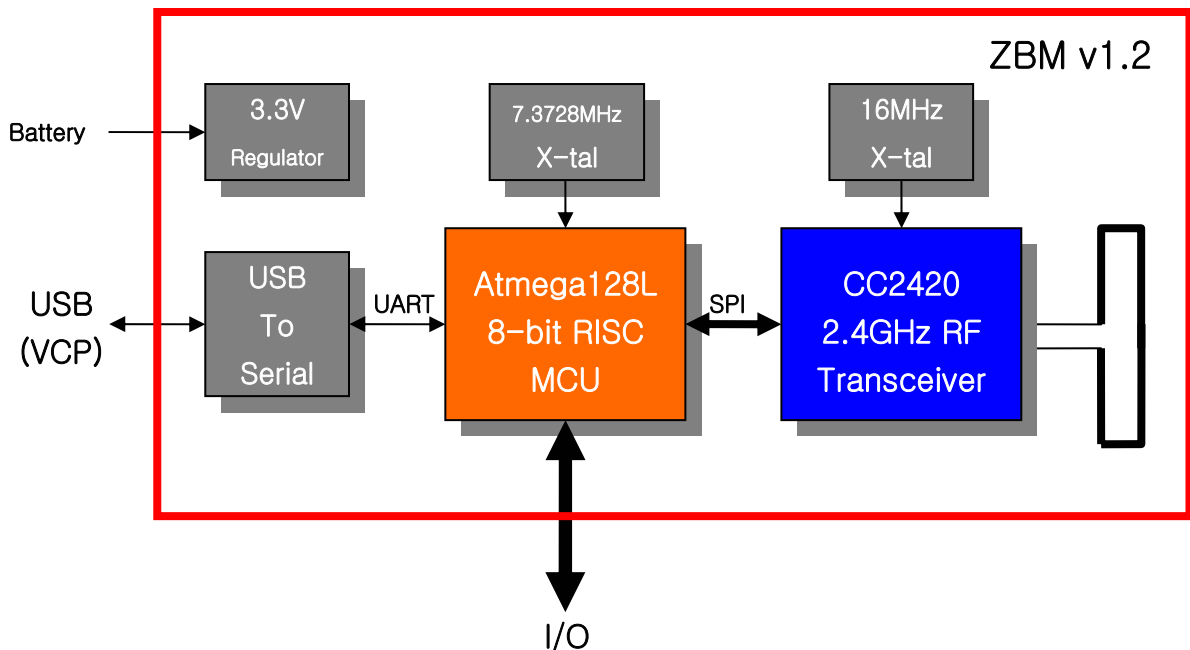 ZBM v1.2
Battery
3.3V
Regulator
7.3728MHz
X-tal
16MHz
X-tal
USB
(VCP)
USB
To
Serial
UART
Atmega128L
8-bit RISC
MCU
SPI
CC2420
2.4GHz RF
Transceiver
I/O